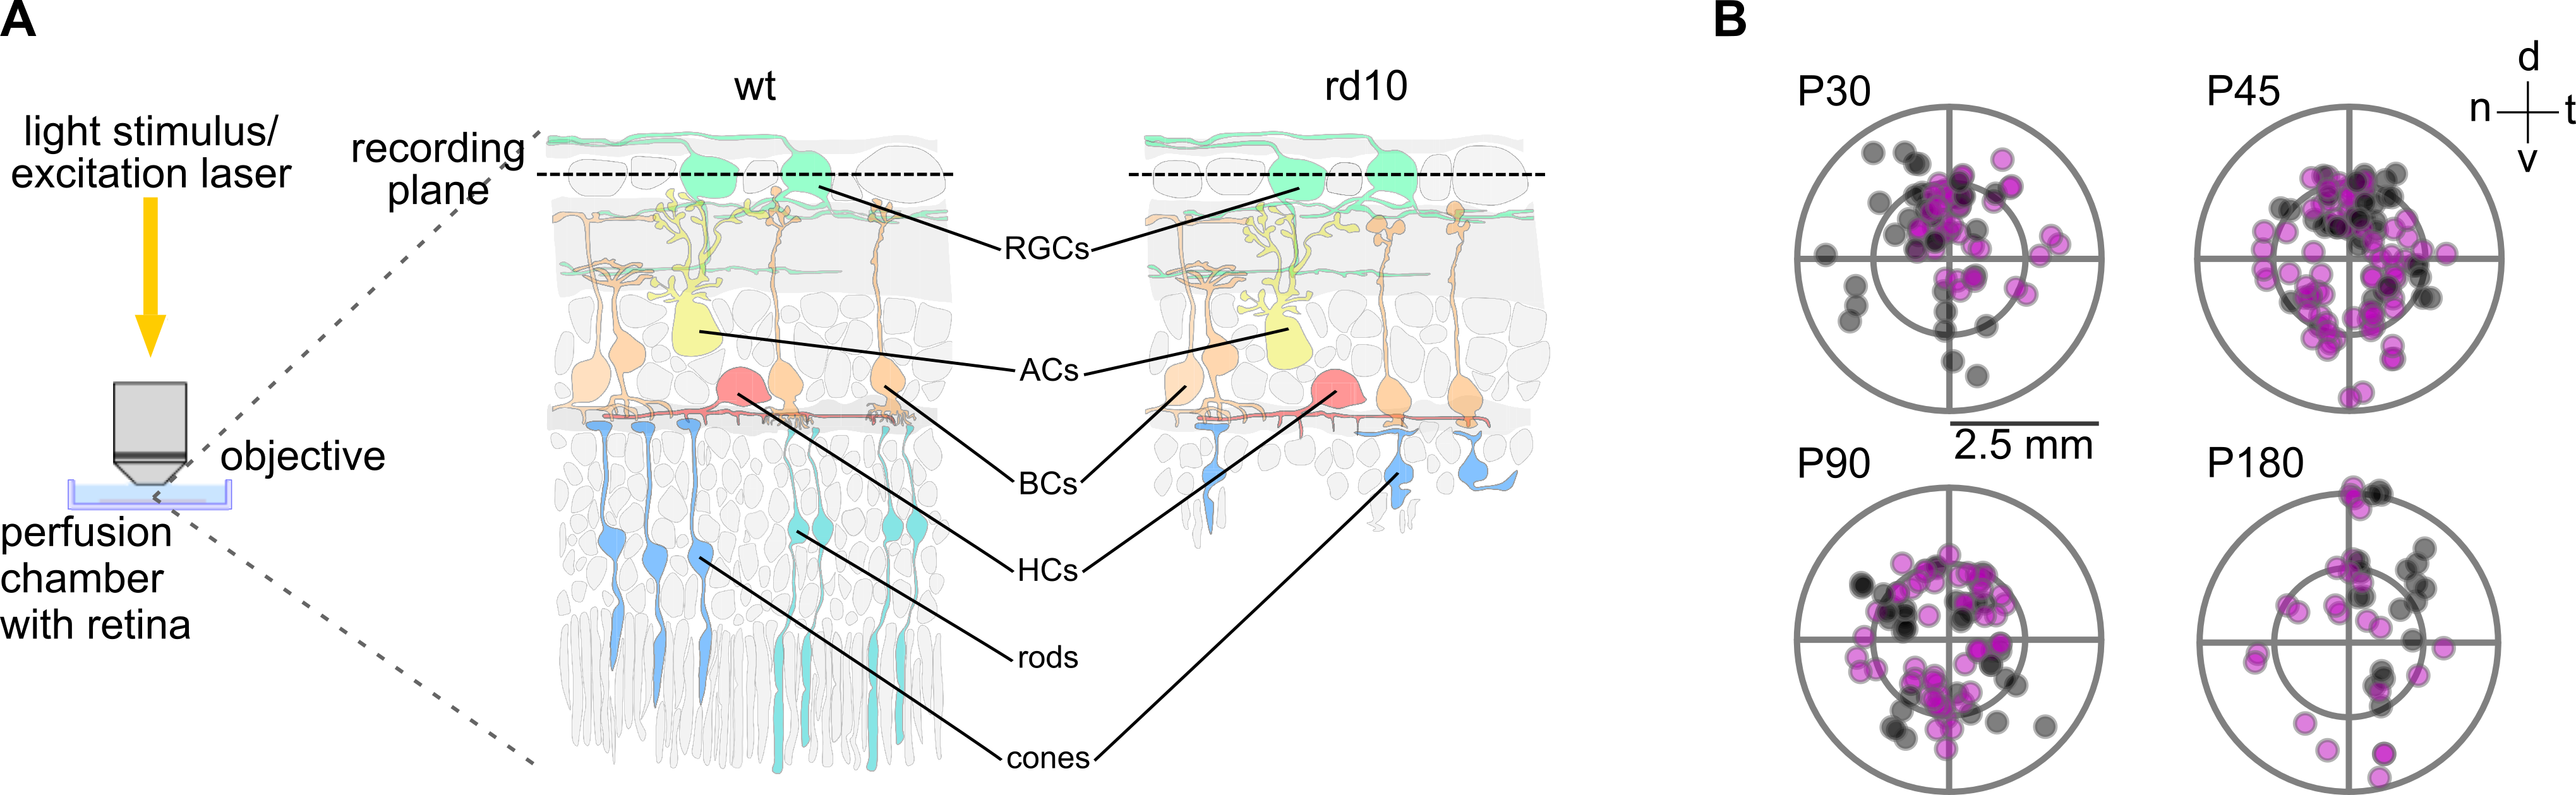 A
light stimulus/
excitation laser
recording
plane
objective
perfusion
chamber
with retina
wt
rd10
RGCs
ACs
BCs
HCs
rods
cones
B
P30
P45
d
n
t
v
2.5 mm
P90
P180